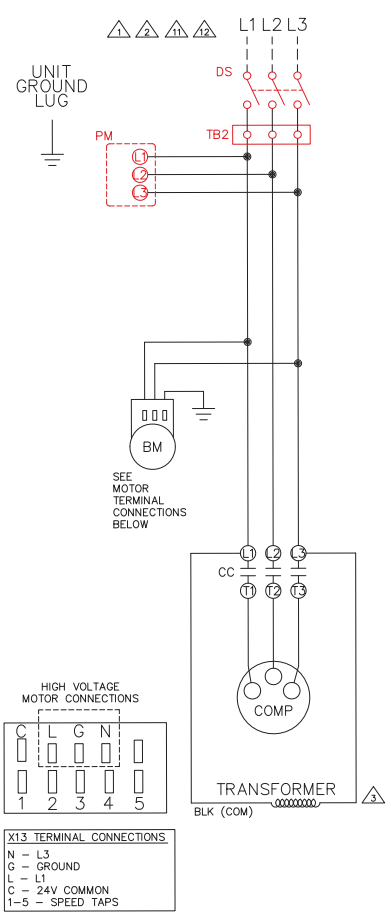 1 2 11 12
L1 L2 L3
UNIT
GROUND
LUG
DS
TB2
PM
L1
L2
L3
BM
SEE
MOTOR
TERMINAL
CONNECTIONS
BELOW
L1 L2 L3
CC
T1 T2 T3
COMP
HIGH VOLTAGE
MOTOR CONNECTIONS
C L G N
1 2 3 4 5
TRANSFORMER
3
BLK (COM)
X13 TERMINAL CONNECTIONS
N – L3
G – GROUND
L – L1
C – 24V COMMON
1–5 – SPEED TAPS